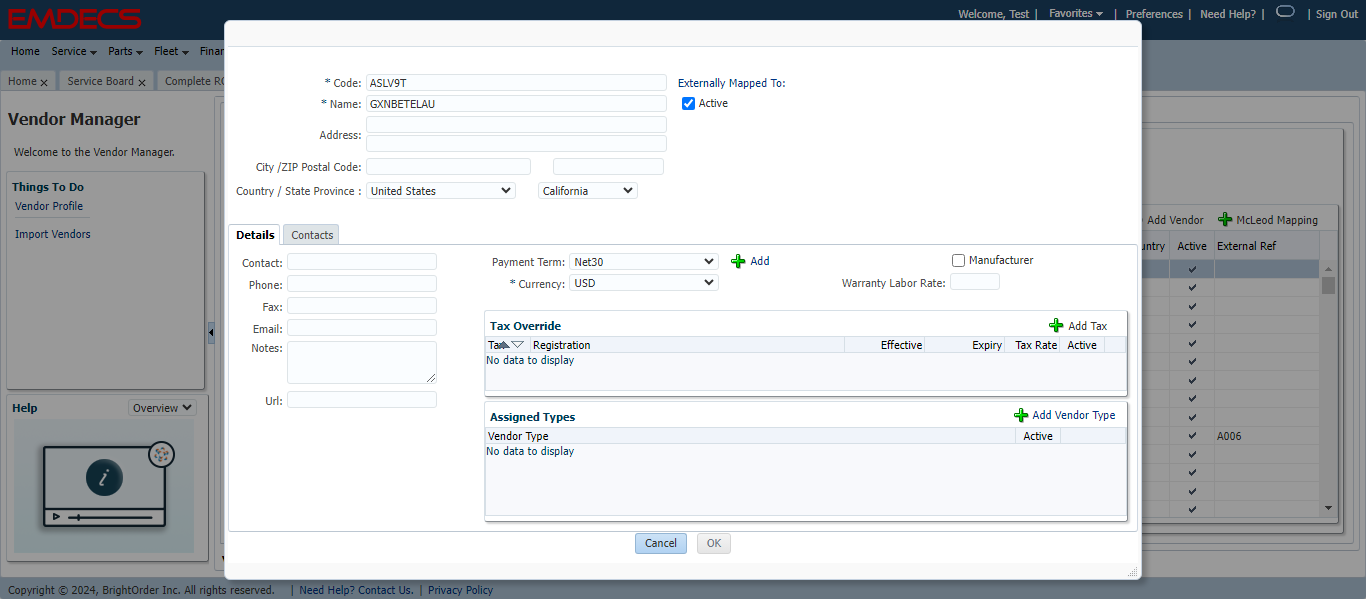 EMDECS
Welcome, Test | Favorites | Preferences | Need Help? | | Sign Out
Home Service Parts Fleet Finan
Home Service Board Complete RO
Vendor Manager
Welcome to the Vendor Manager.
Things To Do
Vendor Profile
Import Vendors
Help Overview
* Code: ASLV9T Externally Mapped To:
* Name: GXNBETELAU Active
Address:
City /ZIP Postal Code:
Country / State Province : United States California
Details Contacts
Contact:
Phone:
Fax:
Email:
Notes:
Url:
Payment Term: Net30 Add Manufacturer
* Currency: USD Warranty Labor Rate:
Tax Override Add Tax
Tax Registration Effective Expiry Tax Rate Active
No data to display
Assigned Types Add Vendor Type
Vendor Type Active
No data to display
Cancel OK
Add Vendor McLeod Mapping
untry Active External Ref
A006
Copyright © 2024, BrightOrder Inc. All rights reserved. | Need Help? Contact Us. | Privacy Policy